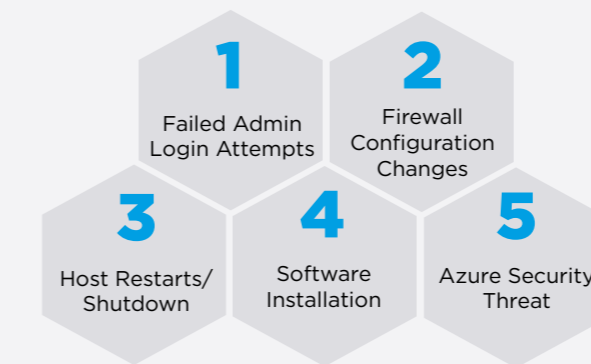 1
Failed Admin
Login Attempts
2
Firewall
Configuration
Changes
3
Host Restarts/
Shutdown
4
Software
Installation
5
Azure Security
Threat